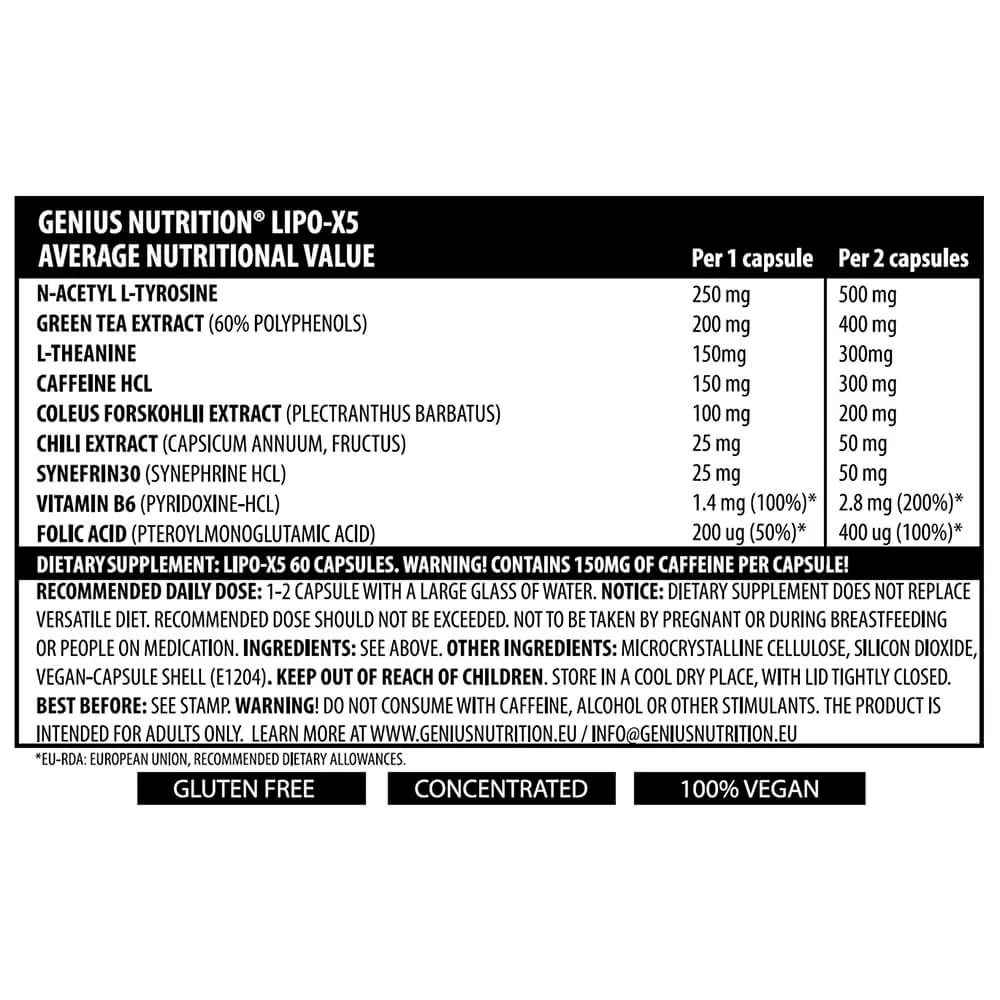 GENIUS NUTRITION® LIPO-X5
AVERAGE NUTRITIONAL VALUE Per 1 capsule Per 2 capsules
N-ACETYL L-TYROSINE 250 mg 500 mg
GREEN TEA EXTRACT (60% POLYPHENOLS) 200 mg 400 mg
L-THEANINE 150mg 300mg
CAFFEINE HCL 150 mg 300 mg
COLEUS FORSKOHLII EXTRACT (PLECTRANTHUS BARBATUS) 100 mg 200 mg
CHILI EXTRACT (CAPSICUM ANNUUM, FRUCTUS) 25 mg 50 mg
SYNEFRIN30 (SYNEPHRINE HCL) 25 mg 50 mg
VITAMIN B6 (PYRIDOXINE-HCL) 1.4 mg (100%)* 2.8 mg (200%)*
FOLIC ACID (PTEROYLMONOGLUTAMIC ACID) 200 ug (50%)* 400 ug (100%)*
DIETARY SUPPLEMENT: LIPO-X5 60 CAPSULES. WARNING! CONTAINS 150MG OF CAFFEINE PER CAPSULE!
RECOMMENDED DAILY DOSE: 1-2 CAPSULE WITH A LARGE GLASS OF WATER. NOTICE: DIETARY SUPPLEMENT DOES NOT REPLACE
VERSATILE DIET. RECOMMENDED DOSE SHOULD NOT BE EXCEEDED. NOT TO BE TAKEN BY PREGNANT OR DURING BREASTFEEDING
OR PEOPLE ON MEDICATION. INGREDIENTS: SEE ABOVE. OTHER INGREDIENTS: MICROCRYSTALLINE CELLULOSE, SILICON DIOXIDE,
VEGAN-CAPSULE SHELL (E1204). KEEP OUT OF REACH OF CHILDREN. STORE IN A COOL DRY PLACE, WITH LID TIGHTLY CLOSED.
BEST BEFORE: SEE STAMP. WARNING! DO NOT CONSUME WITH CAFFEINE, ALCOHOL OR OTHER STIMULANTS. THE PRODUCT IS
INTENDED FOR ADULTS ONLY. LEARN MORE AT WWW.GENIUSNUTRITION.EU / INFO@GENIUSNUTRITION.EU
*EU-RDA: EUROPEAN UNION, RECOMMENDED DIETARY ALLOWANCES.
GLUTEN FREE CONCENTRATED 100% VEGAN